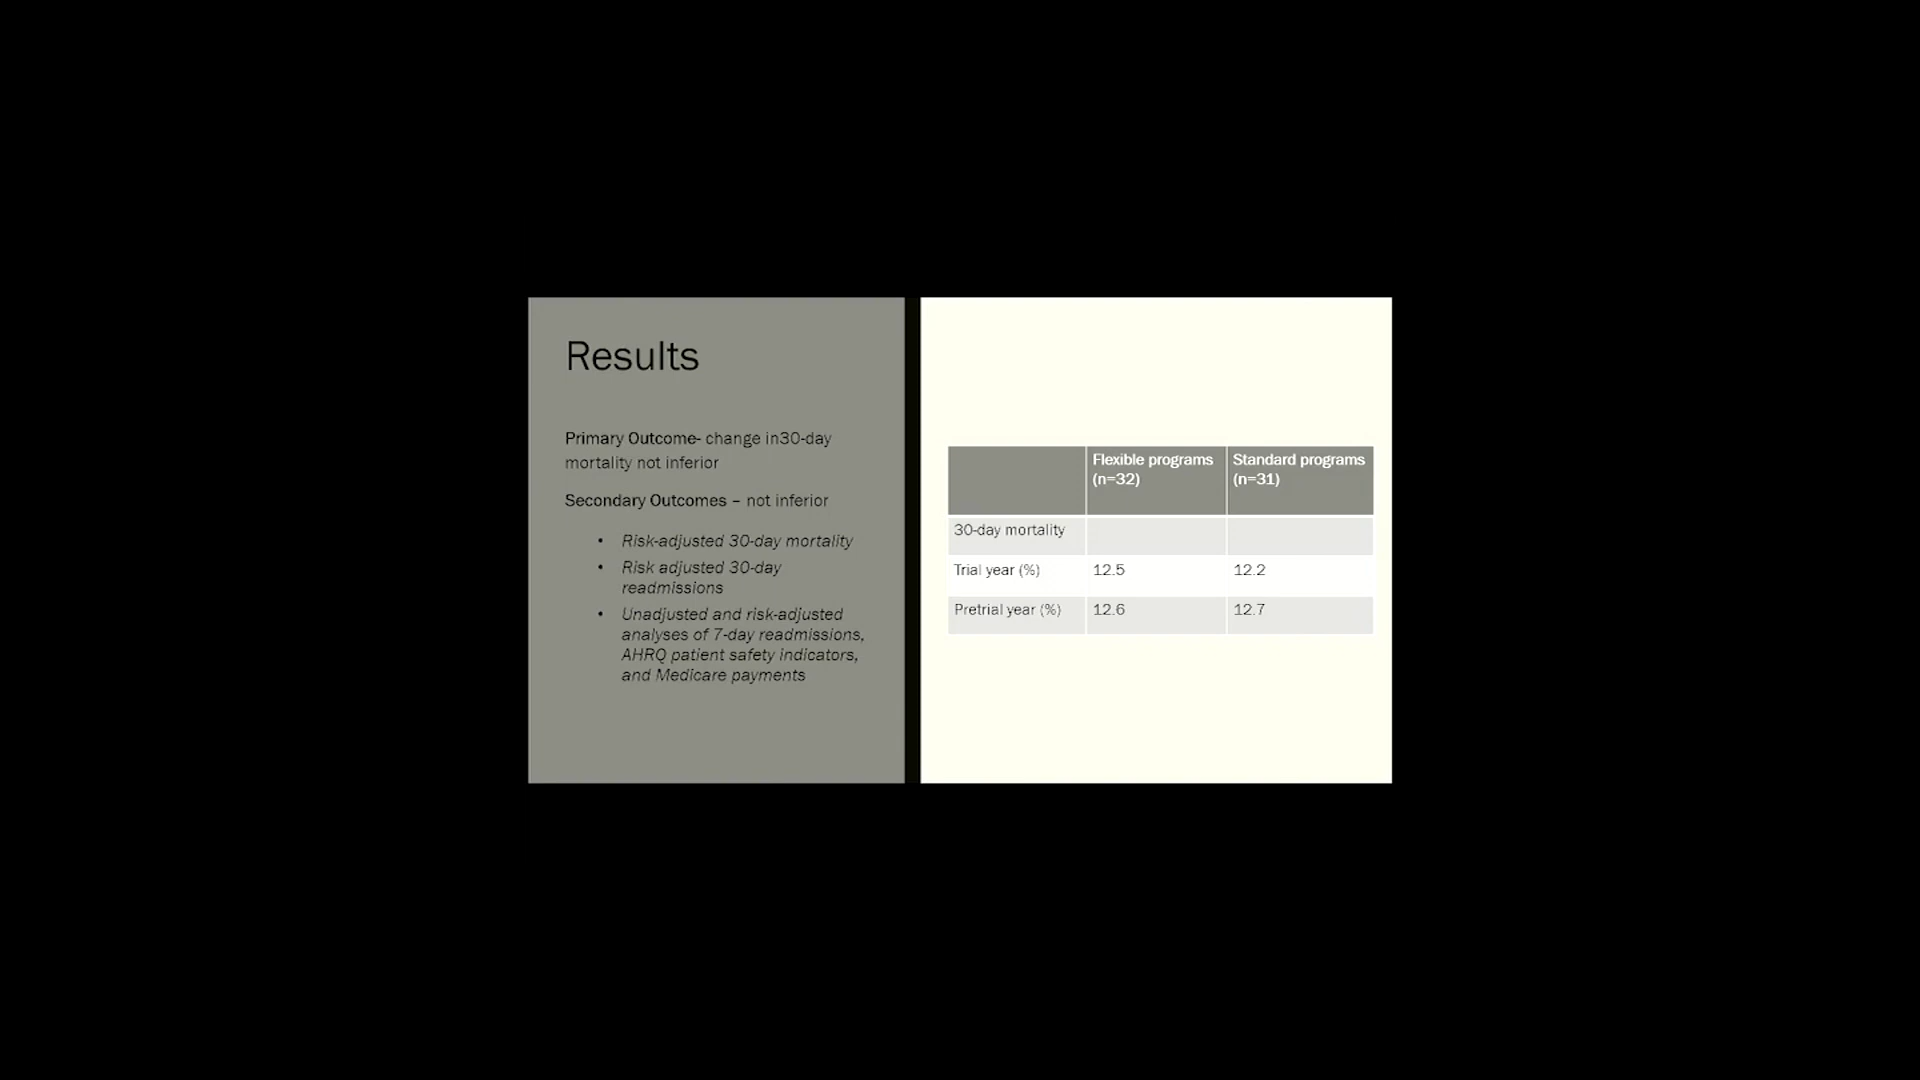 Results
Primary Outcome- change in30-day
mortality not inferior
Secondary Outcomes – not inferior
• Risk-adjusted 30-day mortality
• Risk adjusted 30-day
readmissions
• Unadjusted and risk-adjusted
analyses of 7-day readmissions,
AHRQ patient safety indicators,
and Medicare payments
Flexible programs Standard programs
(n=32) (n=31)
30-day mortality
Trial year (%) 12.5 12.2
Pretrial year (%) 12.6 12.7